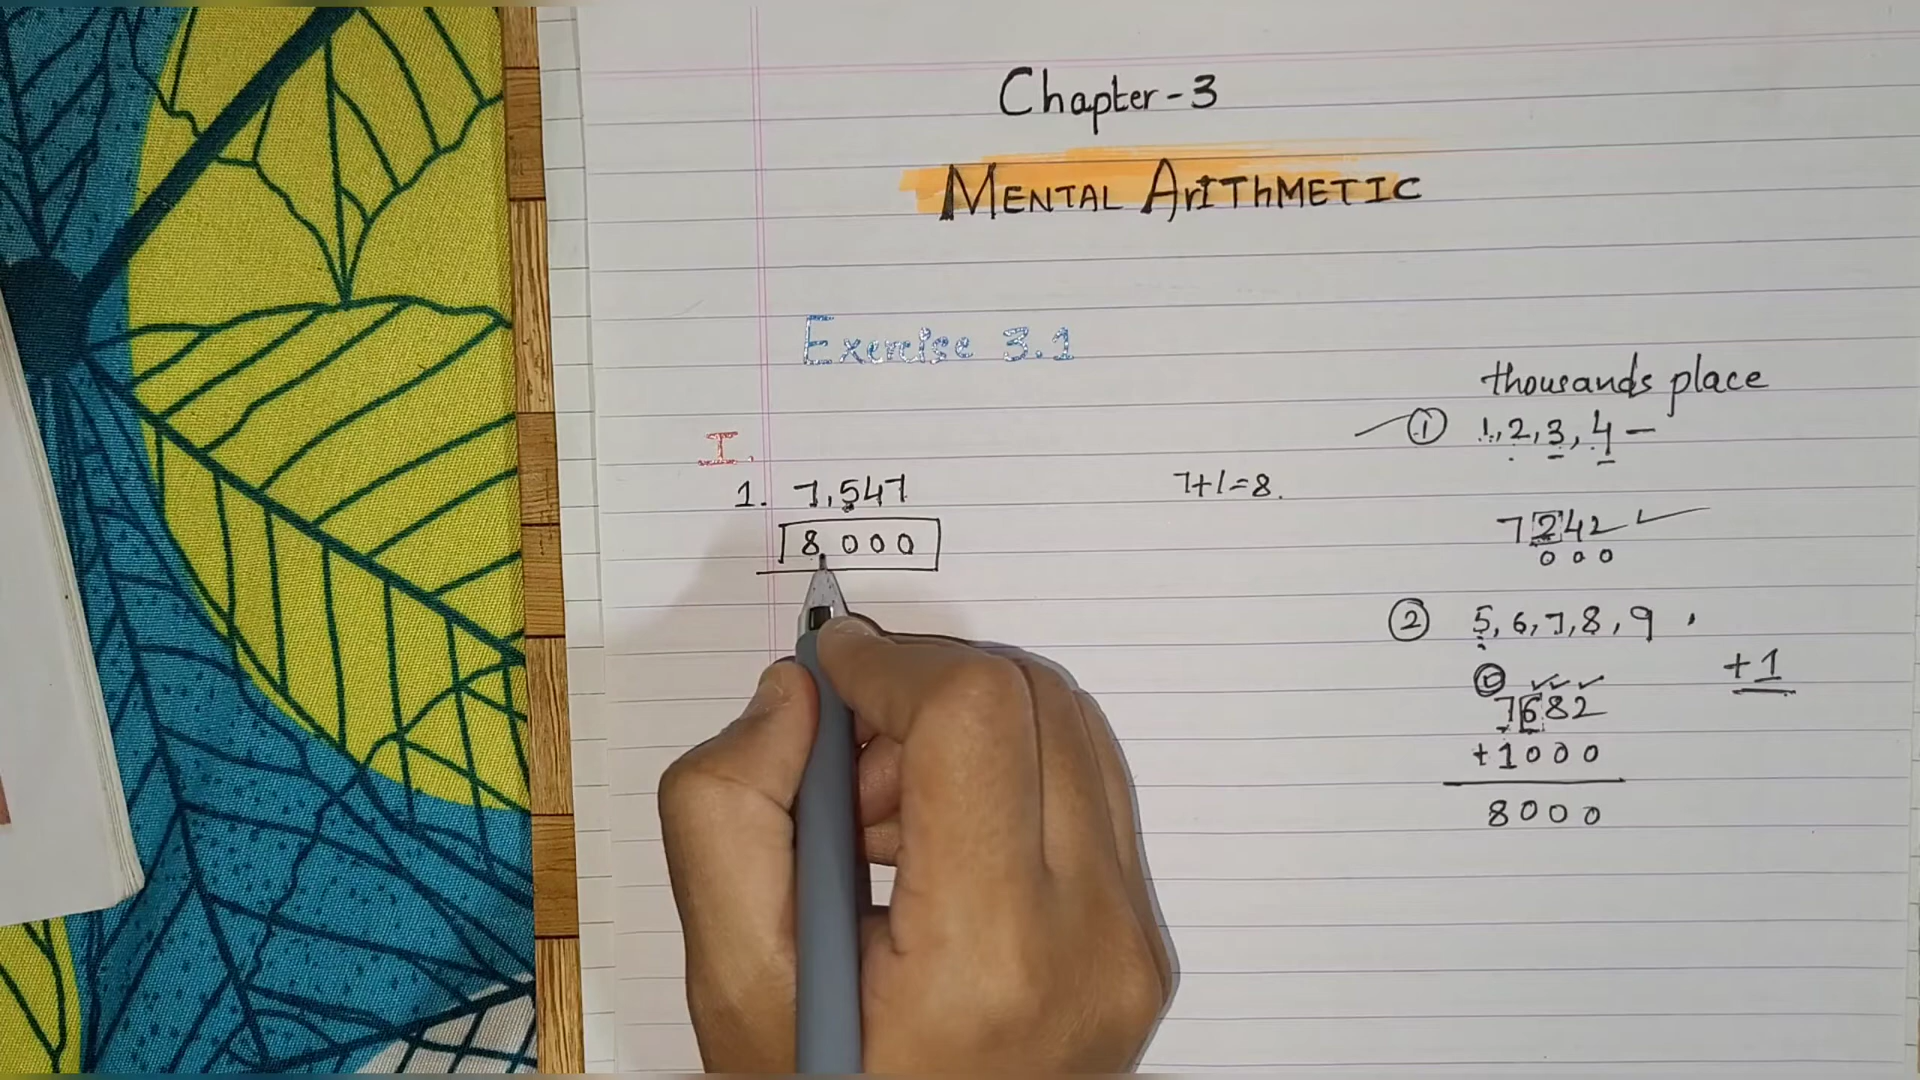 Chapter-3
MENTAL ArIThMETIC
Exercise 3.1
I.
1. 7,547
8,000
7+1=8.
thousands place
① 1,2,3,4 —
7242 ✓
000
② 5,6,7,8,9,
+1
7682
+1000
8000